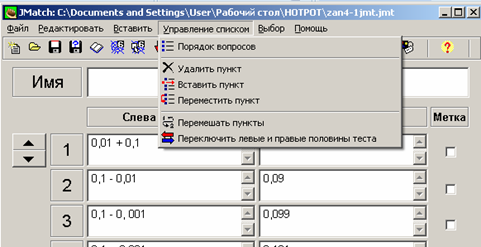 JMatch: C:\Documents and Settings\User\Рабочий стол\HOTPOT\zan4-1jmt.jmt
Файл Редактировать Вставить Управление списком Выбор Помощь
Порядок вопросов
Удалить пункт
Вставить пункт
Переместить пункт
Перемешать пункты
Переключить левые и правые половины теста
Имя
Слева Метка
1 0,01 + 0,1
2 0,1 - 0,01 0,09
3 0,1 - 0, 001 0,099